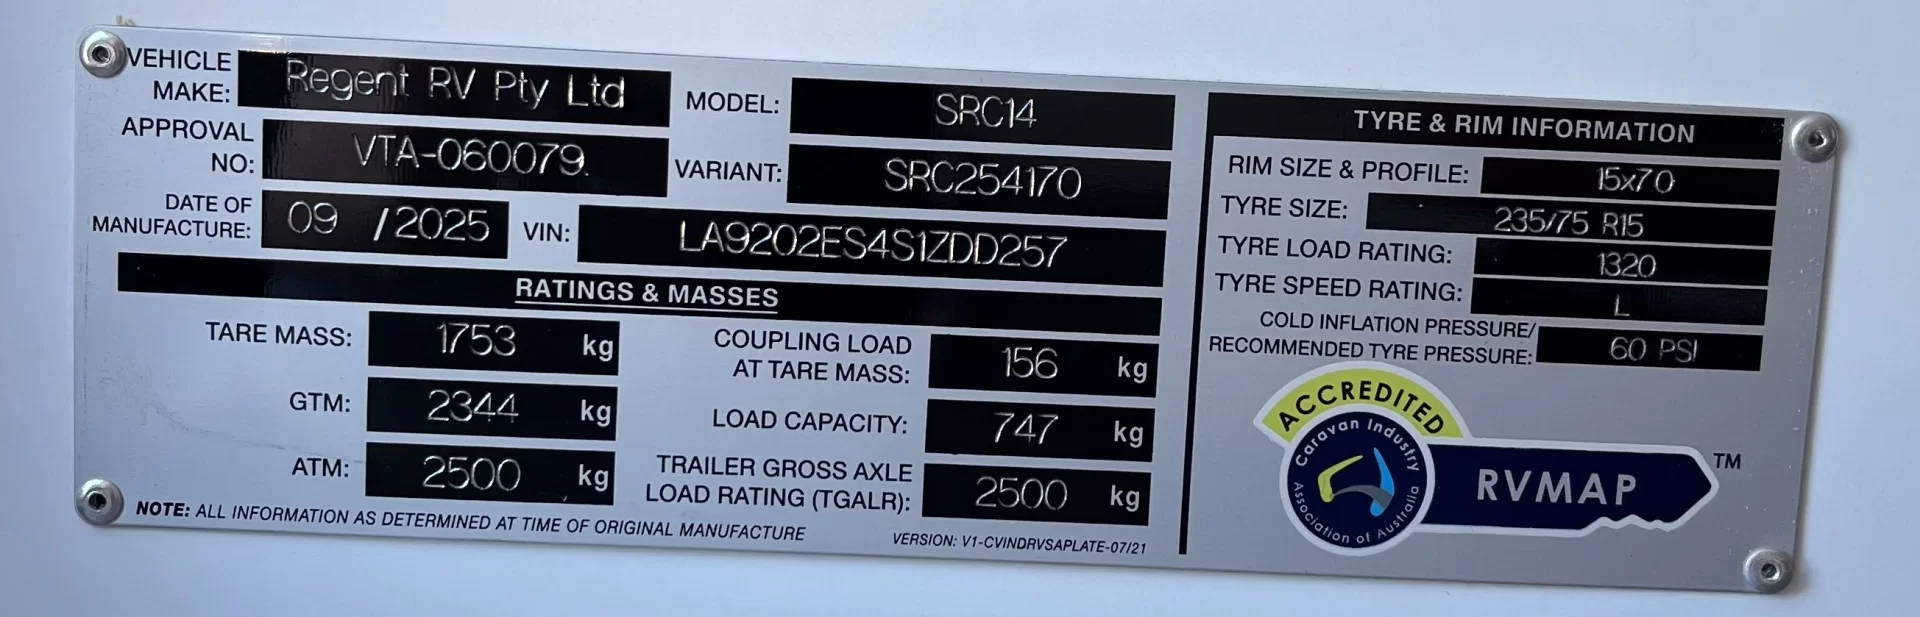 VEHICLE MAKE: Regent RV Pty Ltd
MODEL: SRC14
APPROVAL NO: VTA-060079.
VARIANT: SRC254170
DATE OF MANUFACTURE: 09 /2025
VIN: LA9202ES4S1ZDD257
RATINGS & MASSES
TARE MASS: 1753 kg
COUPLING LOAD AT TARE MASS: 156 kg
GTM: 2344 kg
LOAD CAPACITY: 747 kg
ATM: 2500 kg
TRAILER GROSS AXLE LOAD RATING (TGALR): 2500 kg
NOTE: ALL INFORMATION AS DETERMINED AT TIME OF ORIGINAL MANUFACTURE
VERSION: V1-CVINDRVSAPLATE-07/21
TYRE & RIM INFORMATION
RIM SIZE & PROFILE: 15x70
TYRE SIZE: 235/75 R15
TYRE LOAD RATING: 1320
TYRE SPEED RATING: L
COLD INFLATION PRESSURE/
RECOMMENDED TYRE PRESSURE: 60 PSI
ACCREDITED
Caravan Industry Association of Australia
RVMAP TM